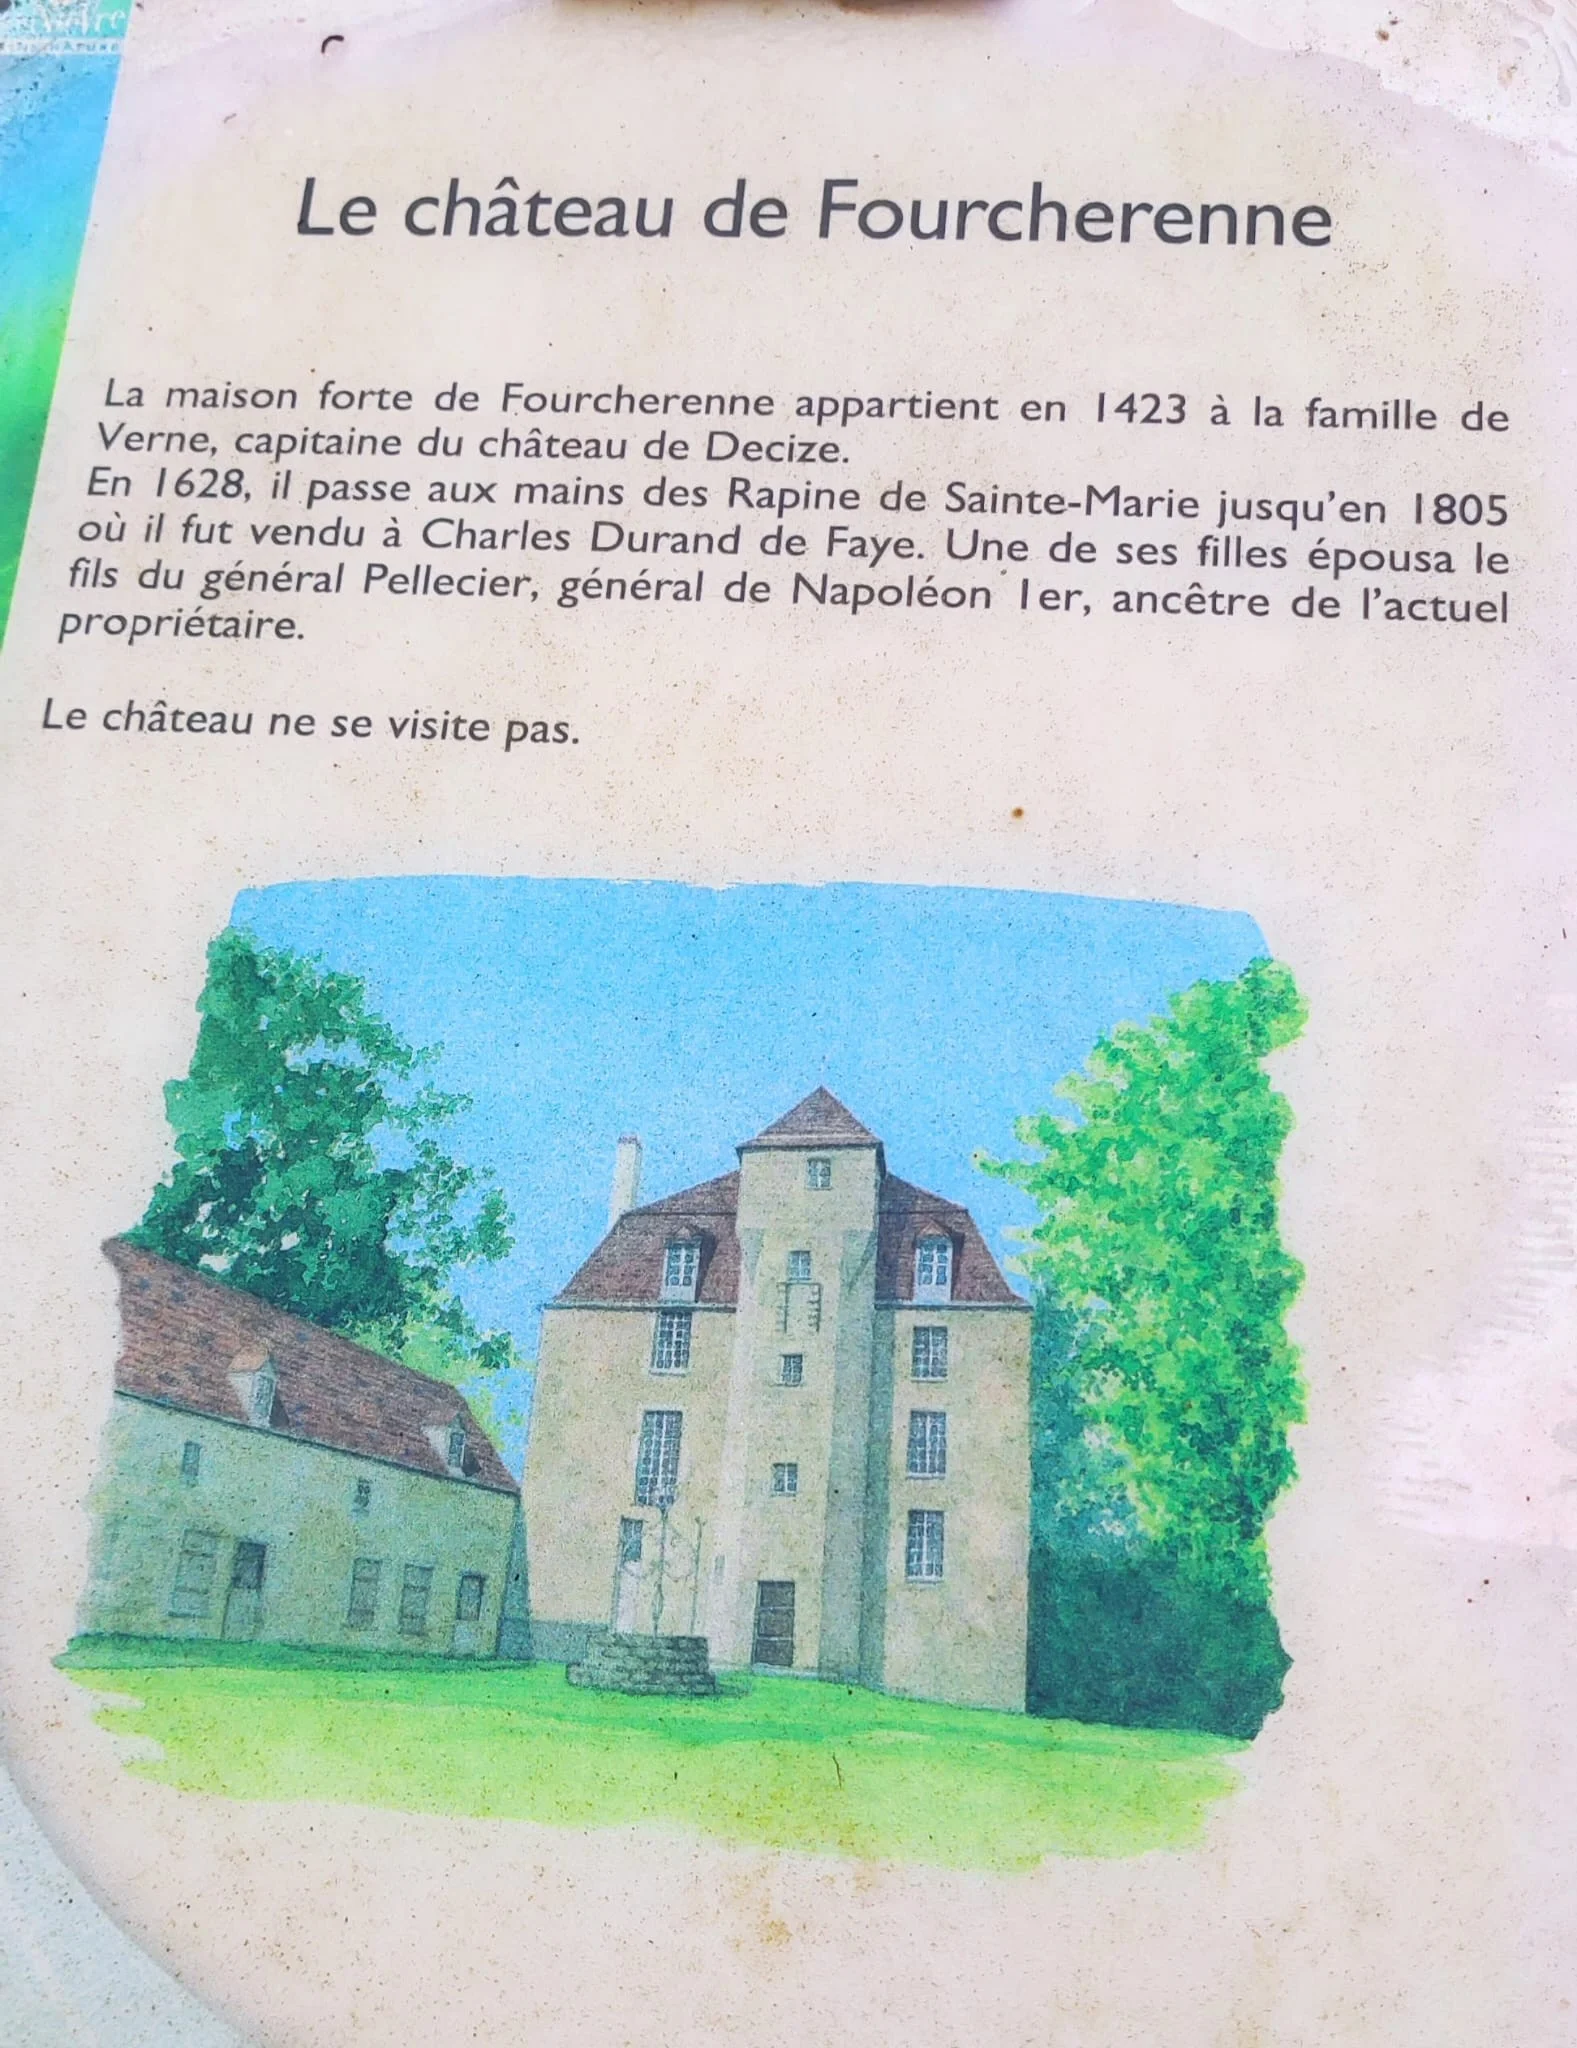 Nièvre
Le château de Fourcherenne
La maison forte de Fourcherenne appartient en 1423 à la famille de
Verne, capitaine du château de Decize.
En 1628, il passe aux mains des Rapine de Sainte-Marie jusqu'en 1805
où il fut vendu à Charles Durand de Faye. Une de ses filles épousa le
fils du général Pellecier, général de Napoléon 1er, ancêtre de l'actuel
propriétaire.
Le château ne se visite pas.